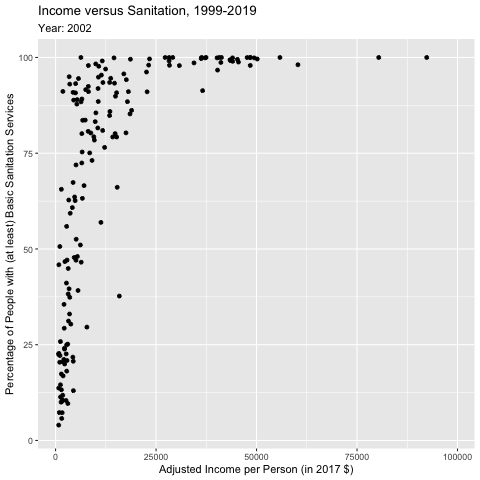 Income versus Sanitation, 1999-2019
Year: 2002
Percentage of People with (at least) Basic Sanitation Services
100
75
50
25
0
0
25000
50000
75000
100000
Adjusted Income per Person (in 2017 $)